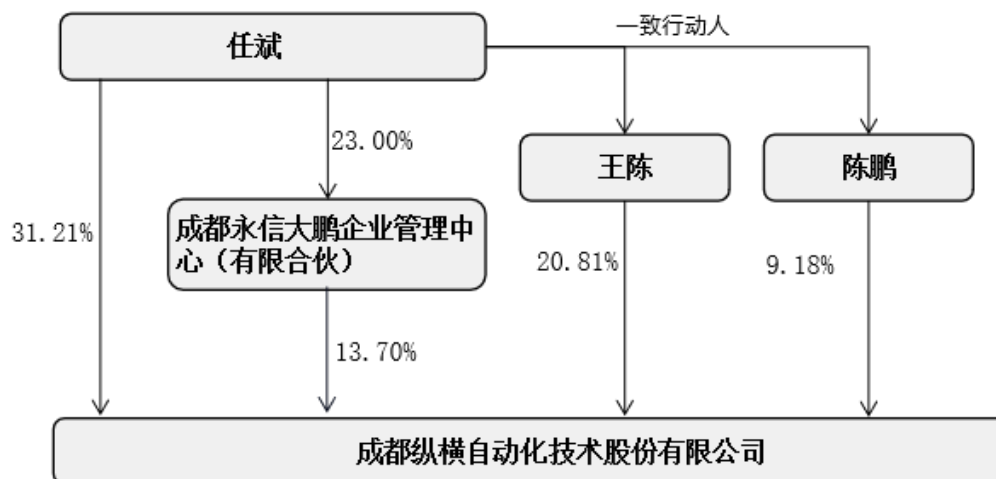 一致行动人
任斌
23.00%
王陈
陈鹏
31.21%
成都永信大鹏企业管理中
心（有限合伙）
20.81%
9.18%
13.70%
成都纵横自动化技术股份有限公司